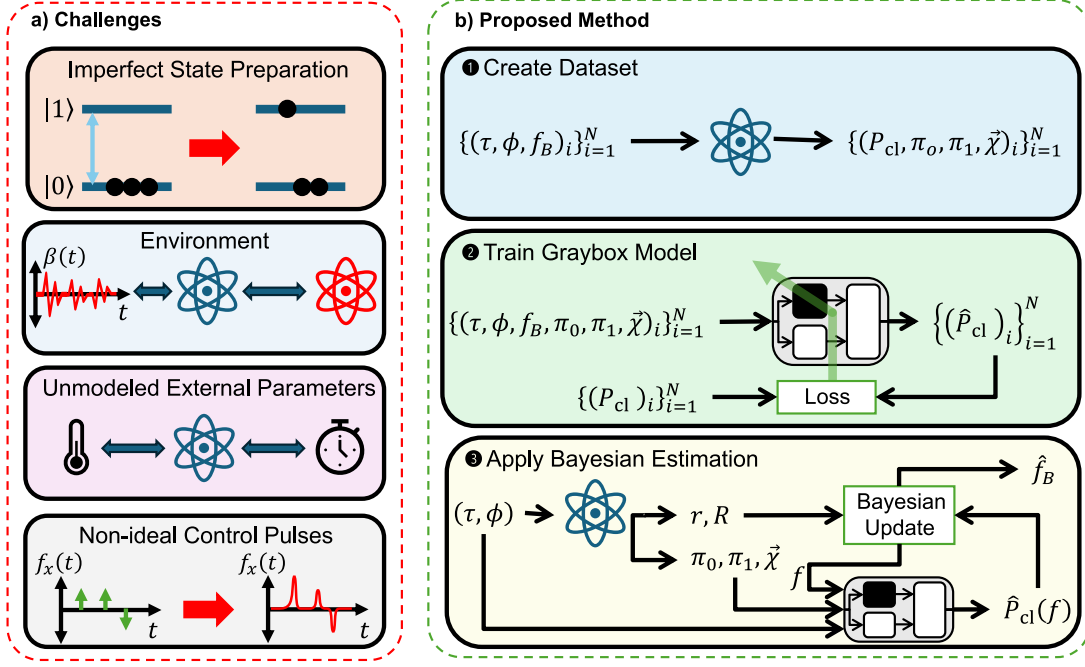 a) Challenges
Imperfect State Preparation
|1⟩
|0⟩
Environment
β(t)
t
Unmodeled External Parameters
Non-ideal Control Pulses
f_x(t)
t
f_x(t)
t
b) Proposed Method
❶ Create Dataset
{(τ, ϕ, f_B)_i}_{i=1}^N
{(P_cl, π_o, π_1, χ⃗)_i}_{i=1}^N
❷ Train Graybox Model
{(τ, ϕ, f_B, π_0, π_1, χ⃗)_i}_{i=1}^N
{(P̂_cl )_i}_{i=1}^N
{(P_cl )_i}_{i=1}^N
Loss
❸ Apply Bayesian Estimation
f̂_B
(τ, ϕ)
r, R
Bayesian
Update
π_0, π_1, χ⃗
f
P̂_cl(f)